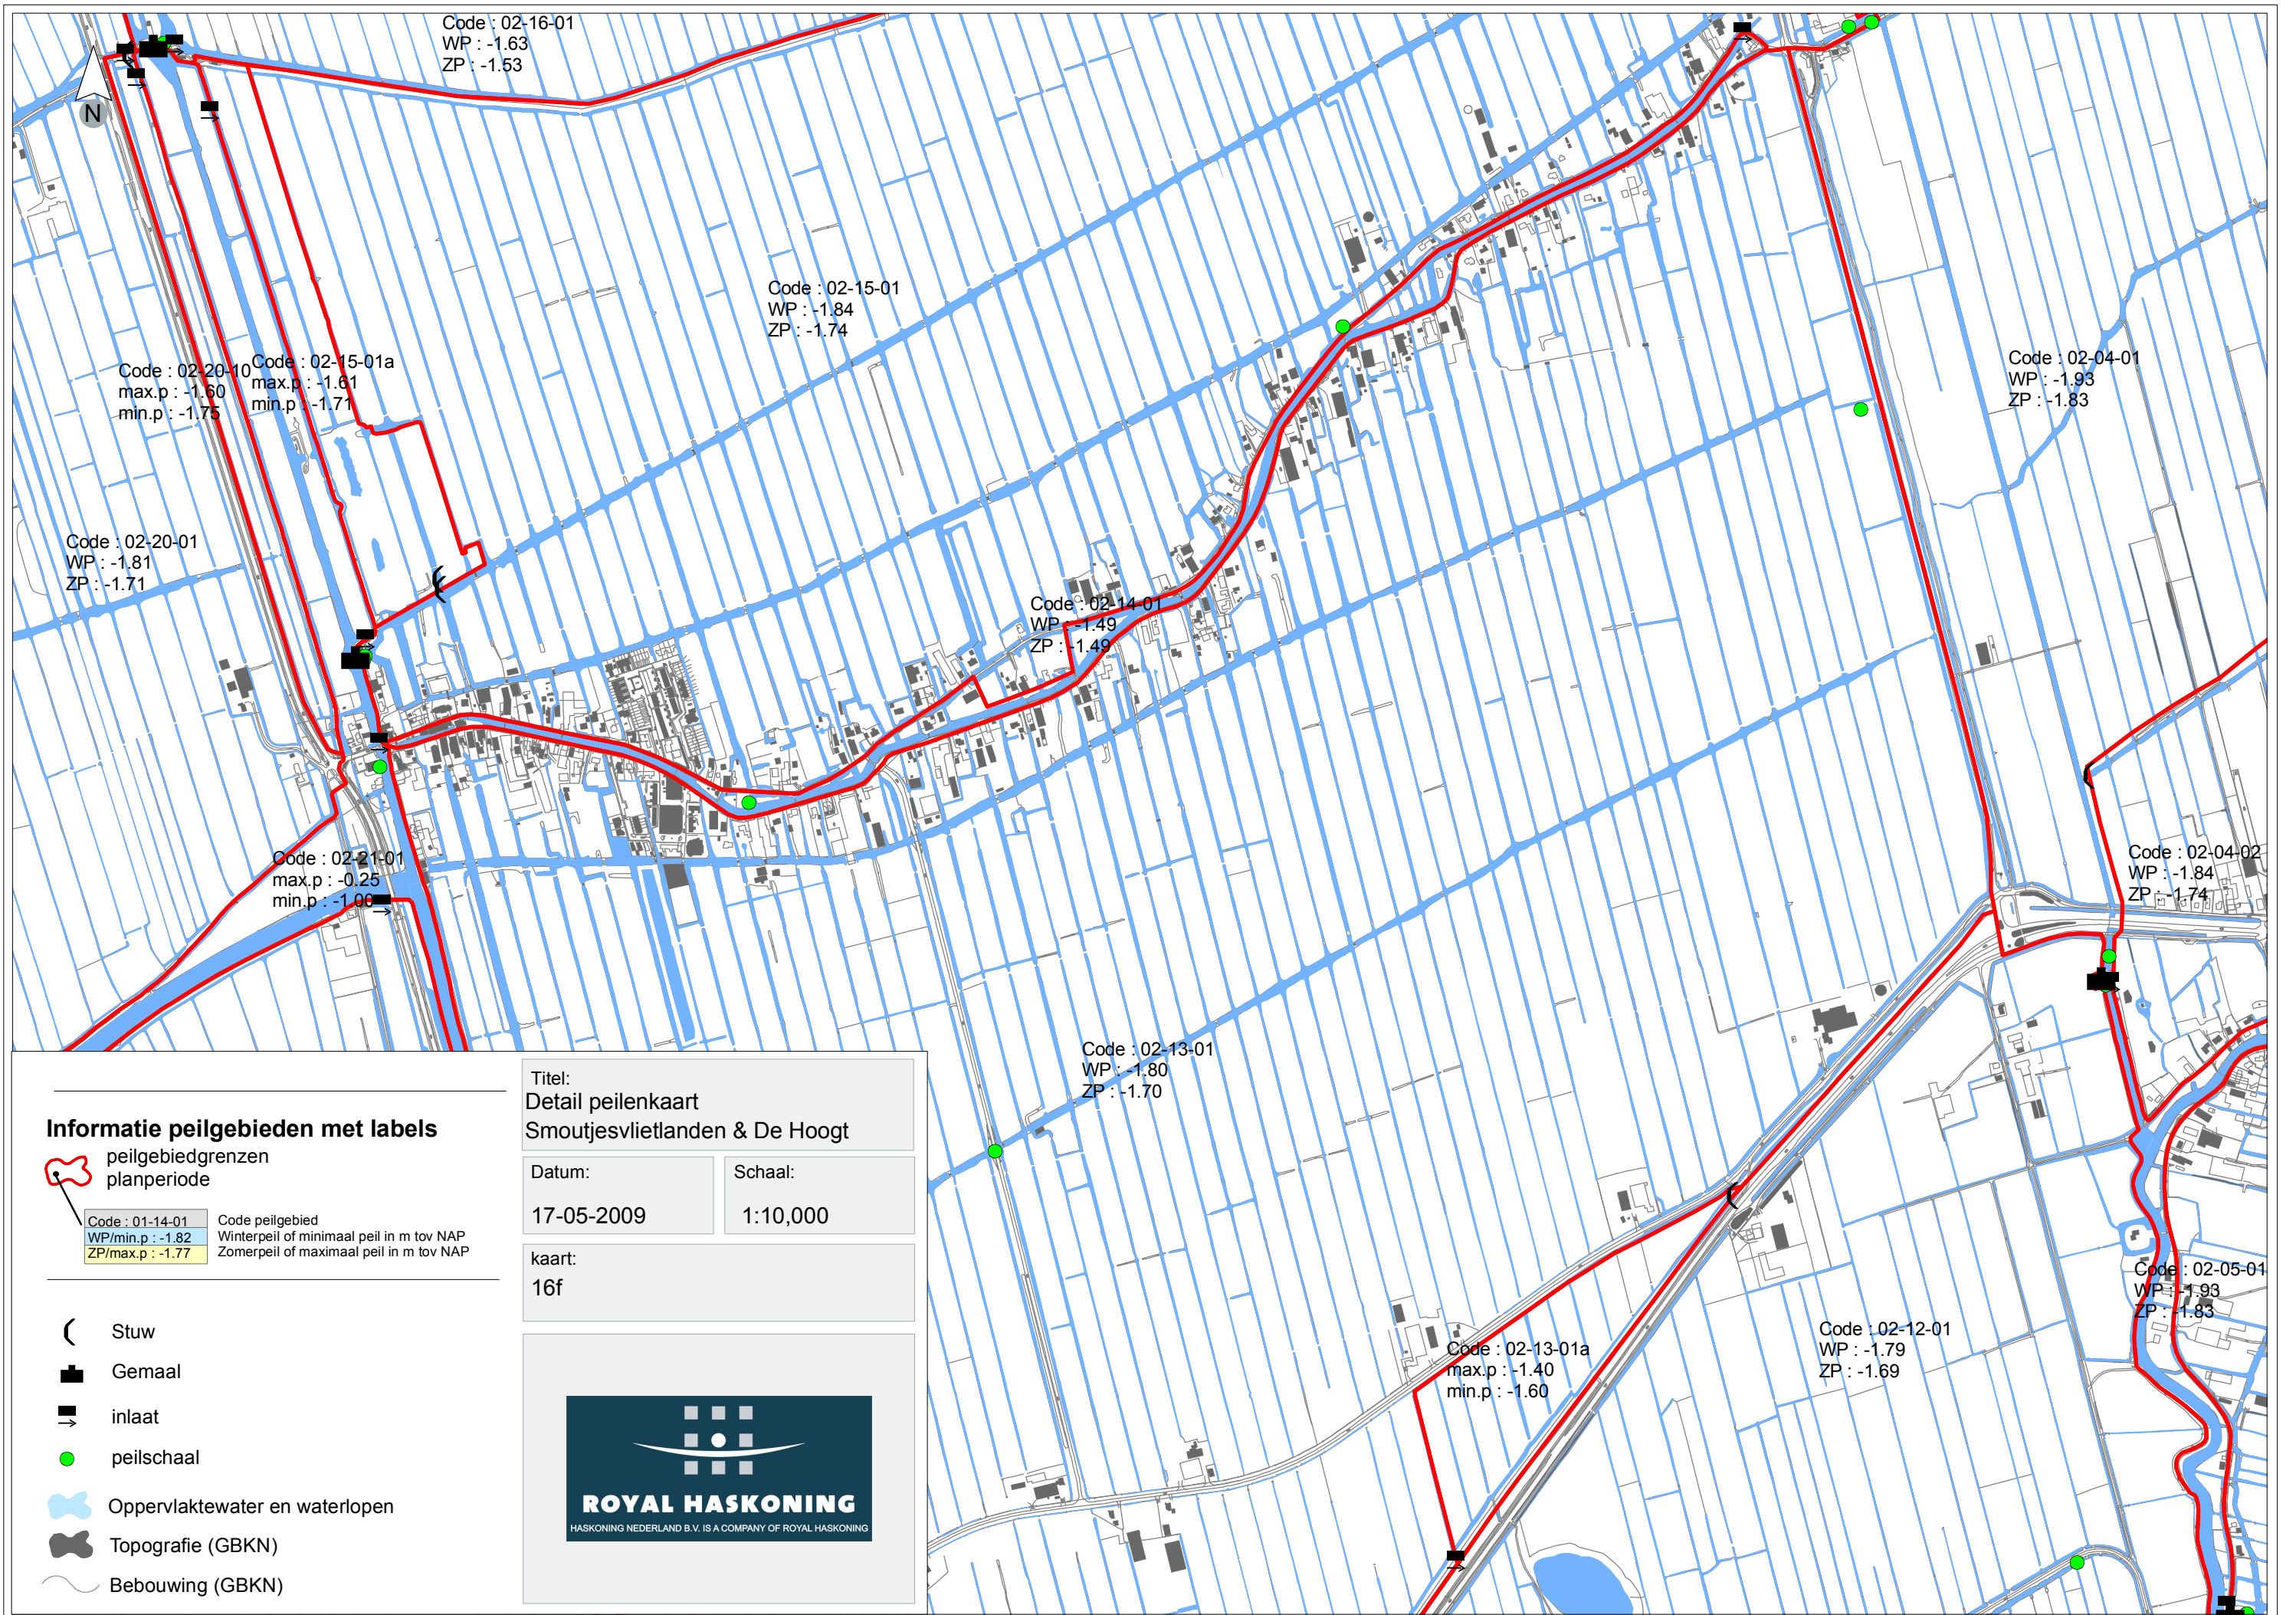 Code : 02-16-01
WP : -1.63
ZP : -1.53
N
Code : 02-15-01
WP : -1.84
ZP : -1.74
Code : 02-20-10
max.p : -1.60
min.p : -1.75
Code : 02-15-01a
max.p : -1.61
min.p : -1.71
Code : 02-04-01
WP : -1.93
ZP : -1.83
Code : 02-20-01
WP : -1.81
ZP : -1.71
Code : 02-14-01
WP : -1.49
ZP : -1.49
Code : 02-21-01
max.p : -0.25
min.p : -1.00
Code : 02-04-02
WP : -1.84
ZP : -1.74
Code : 02-13-01
WP : -1.80
ZP : -1.70
Code : 02-05-01
WP : -1.93
ZP : -1.83
Code : 02-12-01
WP : -1.79
ZP : -1.69
Code : 02-13-01a
max.p : -1.40
min.p : -1.60
Informatie peilgebieden met labels
peilgebiedgrenzen
planperiode
Code : 01-14-01 Code peilgebied
WP/min.p : -1.82 Winterpeil of minimaal peil in m tov NAP
ZP/max.p : -1.77 Zomerpeil of maximaal peil in m tov NAP
Stuw
Gemaal
inlaat
peilschaal
Oppervlaktewater en waterlopen
Topografie (GBKN)
Bebouwing (GBKN)
Titel:
Detail peilenkaart
Smoutjesvlietlanden & De Hoogt
Datum:
17-05-2009
Schaal:
1:10,000
kaart:
16f
ROYAL HASKONING
HASKONING NEDERLAND B.V. IS A COMPANY OF ROYAL HASKONING